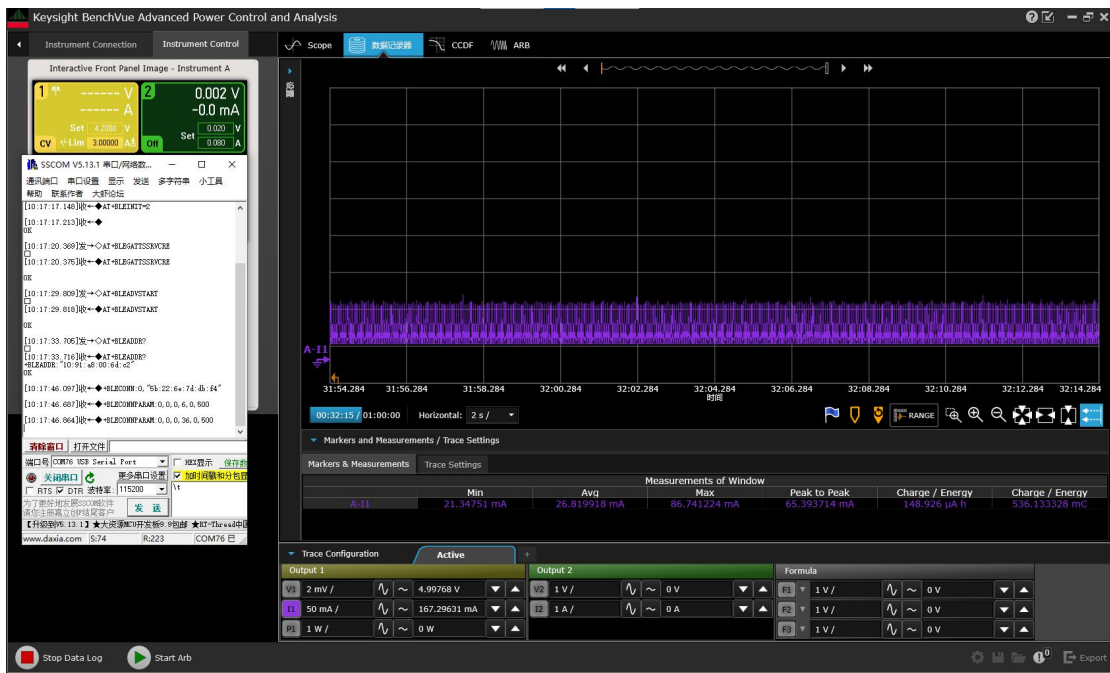 Keysight BenchVue Advanced Power Control and Analysis
Instrument Connection Instrument Control
Scope 数据记录器 CCDF ARB
Interactive Front Panel Image - Instrument A
1 ------ V
------ A
Set 4.2000 V
CV +/-Lim 3.00000 A
2 0.002 V
-0.0 mA
Set 0.020 V
Off 0.080 A
SSCOM V5.13.1 串口/网络数...
通讯端口 串口设置 显示 发送 多字符串 小工具
帮助 联系作者 大虾论坛
[10:17:17.148]收←◆AT+BLEINIT=2
[10:17:17.213]收←◆
OK
[10:17:20.369]发→◇AT+BLEGATTSSRVCRE
□
[10:17:20.375]收←◆AT+BLEGATTSSRVCRE
OK
[10:17:29.809]发→◇AT+BLEADVSTART
□
[10:17:29.818]收←◆AT+BLEADVSTART
OK
[10:17:33.705]发→◇AT+BLEADDR?
□
[10:17:33.716]收←◆AT+BLEADDR?
+BLEADDR:"10:91:a8:00:6d:c2"
OK
[10:17:46.097]收←◆+BLECONN:0,"5b:22:6e:7d:db:f4"
[10:17:46.687]收←◆+BLECONNPARAM:0,0,0,6,0,500
[10:17:46.864]收←◆+BLECONNPARAM:0,0,0,36,0,500
清除窗口 打开文件
端口号 COM76 USB Serial Port HEX显示 保存数
关闭串口 更多串口设置 加时间戳和分包显
RTS DTR 波特率: 115200 \t
为了更好地发展SSCOM软件
请您注册嘉立创F结尾客户 发 送
【升级到V5.13.1】★大资源MCU开发板9.9包邮 ★RT-Thread中国
www.daxia.com S:74 R:223 COM76 已
A-I1
31:54.284 31:56.284 31:58.284 32:00.284 32:02.284 32:04.284 32:06.284 32:08.284 32:10.284 32:12.284 32:14.284
时间
00:32:15 / 01:00:00 Horizontal: 2 s / RANGE
Markers and Measurements / Trace Settings
Markers & Measurements Trace Settings
Measurements of Window
Min Avg Max Peak to Peak Charge / Energy Charge / Energy
A-I1 21.34751 mA 26.819918 mA 86.741224 mA 65.393714 mA 148.926 µA h 536.133328 mC
Trace Configuration Active +
Output 1 Output 2 Formula
V1 2 mV / 4.99768 V V2 1 V / 0 V F1 1 V / 0 V
I1 50 mA / 167.29631 mA I2 1 A / 0 A F2 1 V / 0 V
P1 1 W / 0 W F3 1 V / 0 V
Stop Data Log Start Arb 0 Export